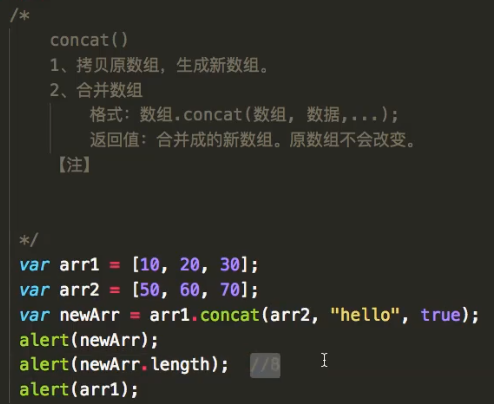 /*
concat()
1、拷贝原数组，生成新数组。
2、合并数组
格式：数组.concat(数组, 数据,...);
返回值：合并成的新数组。原数组不会改变。
【注】
*/
var arr1 = [10, 20, 30];
var arr2 = [50, 60, 70];
var newArr = arr1.concat(arr2, "hello", true);
alert(newArr);
alert(newArr.length); //8
alert(arr1);